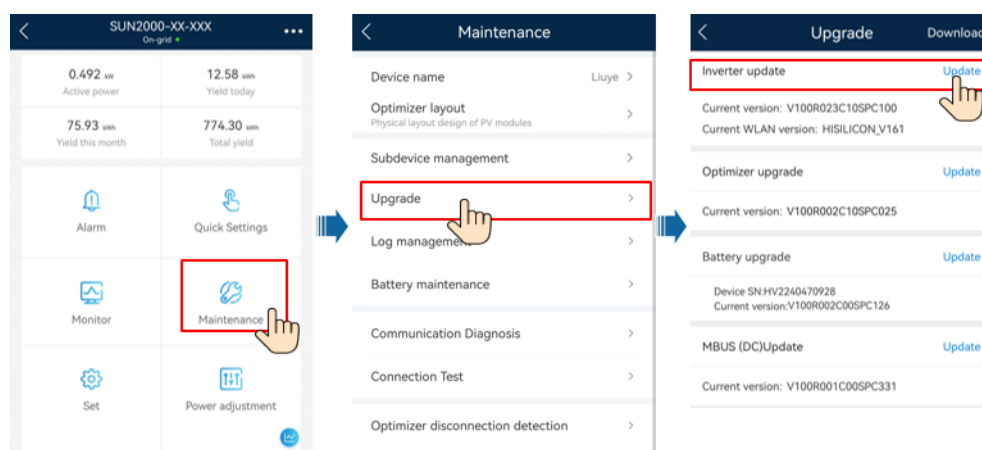 SUN2000-XX-XXX
On-grid
0.492 kW
Active power
12.58 kWh
Yield today
75.93 kWh
Yield this month
774.30 kWh
Total yield
Alarm
Quick Settings
Monitor
Maintenance
Set
Power adjustment
Maintenance
Device name
Liuye
Optimizer layout
Physical layout design of PV modules
Subdevice management
Upgrade
Log management
Battery maintenance
Communication Diagnosis
Connection Test
Optimizer disconnection detection
Upgrade
Download
Inverter update
Update
Current version: V100R023C10SPC100
Current WLAN version: HISILICON_V161
Optimizer upgrade
Update
Current version: V100R002C10SPC025
Battery upgrade
Update
Device SN:HV2240470928
Current version:V100R002C00SPC126
MBUS (DC)Update
Update
Current version: V100R001C00SPC331